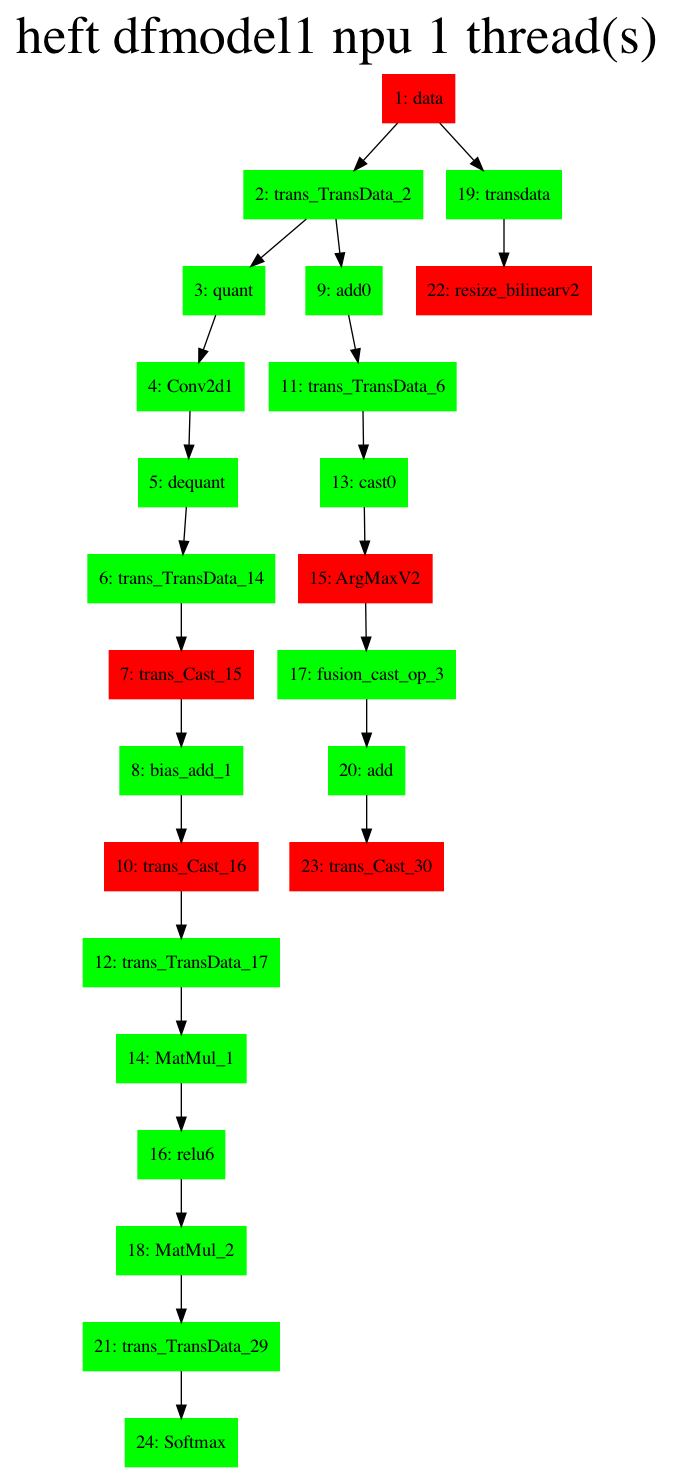 heft dfmodel1 npu 1 thread(s)
1: data
2: trans_TransData_2
19: transdata
3: quant
9: add0
22: resize_bilinearv2
4: Conv2d1
11: trans_TransData_6
5: dequant
13: cast0
6: trans_TransData_14
15: ArgMaxV2
7: trans_Cast_15
17: fusion_cast_op_3
8: bias_add_1
20: add
10: trans_Cast_16
23: trans_Cast_30
12: trans_TransData_17
14: MatMul_1
16: relu6
18: MatMul_2
21: trans_TransData_29
24: Softmax